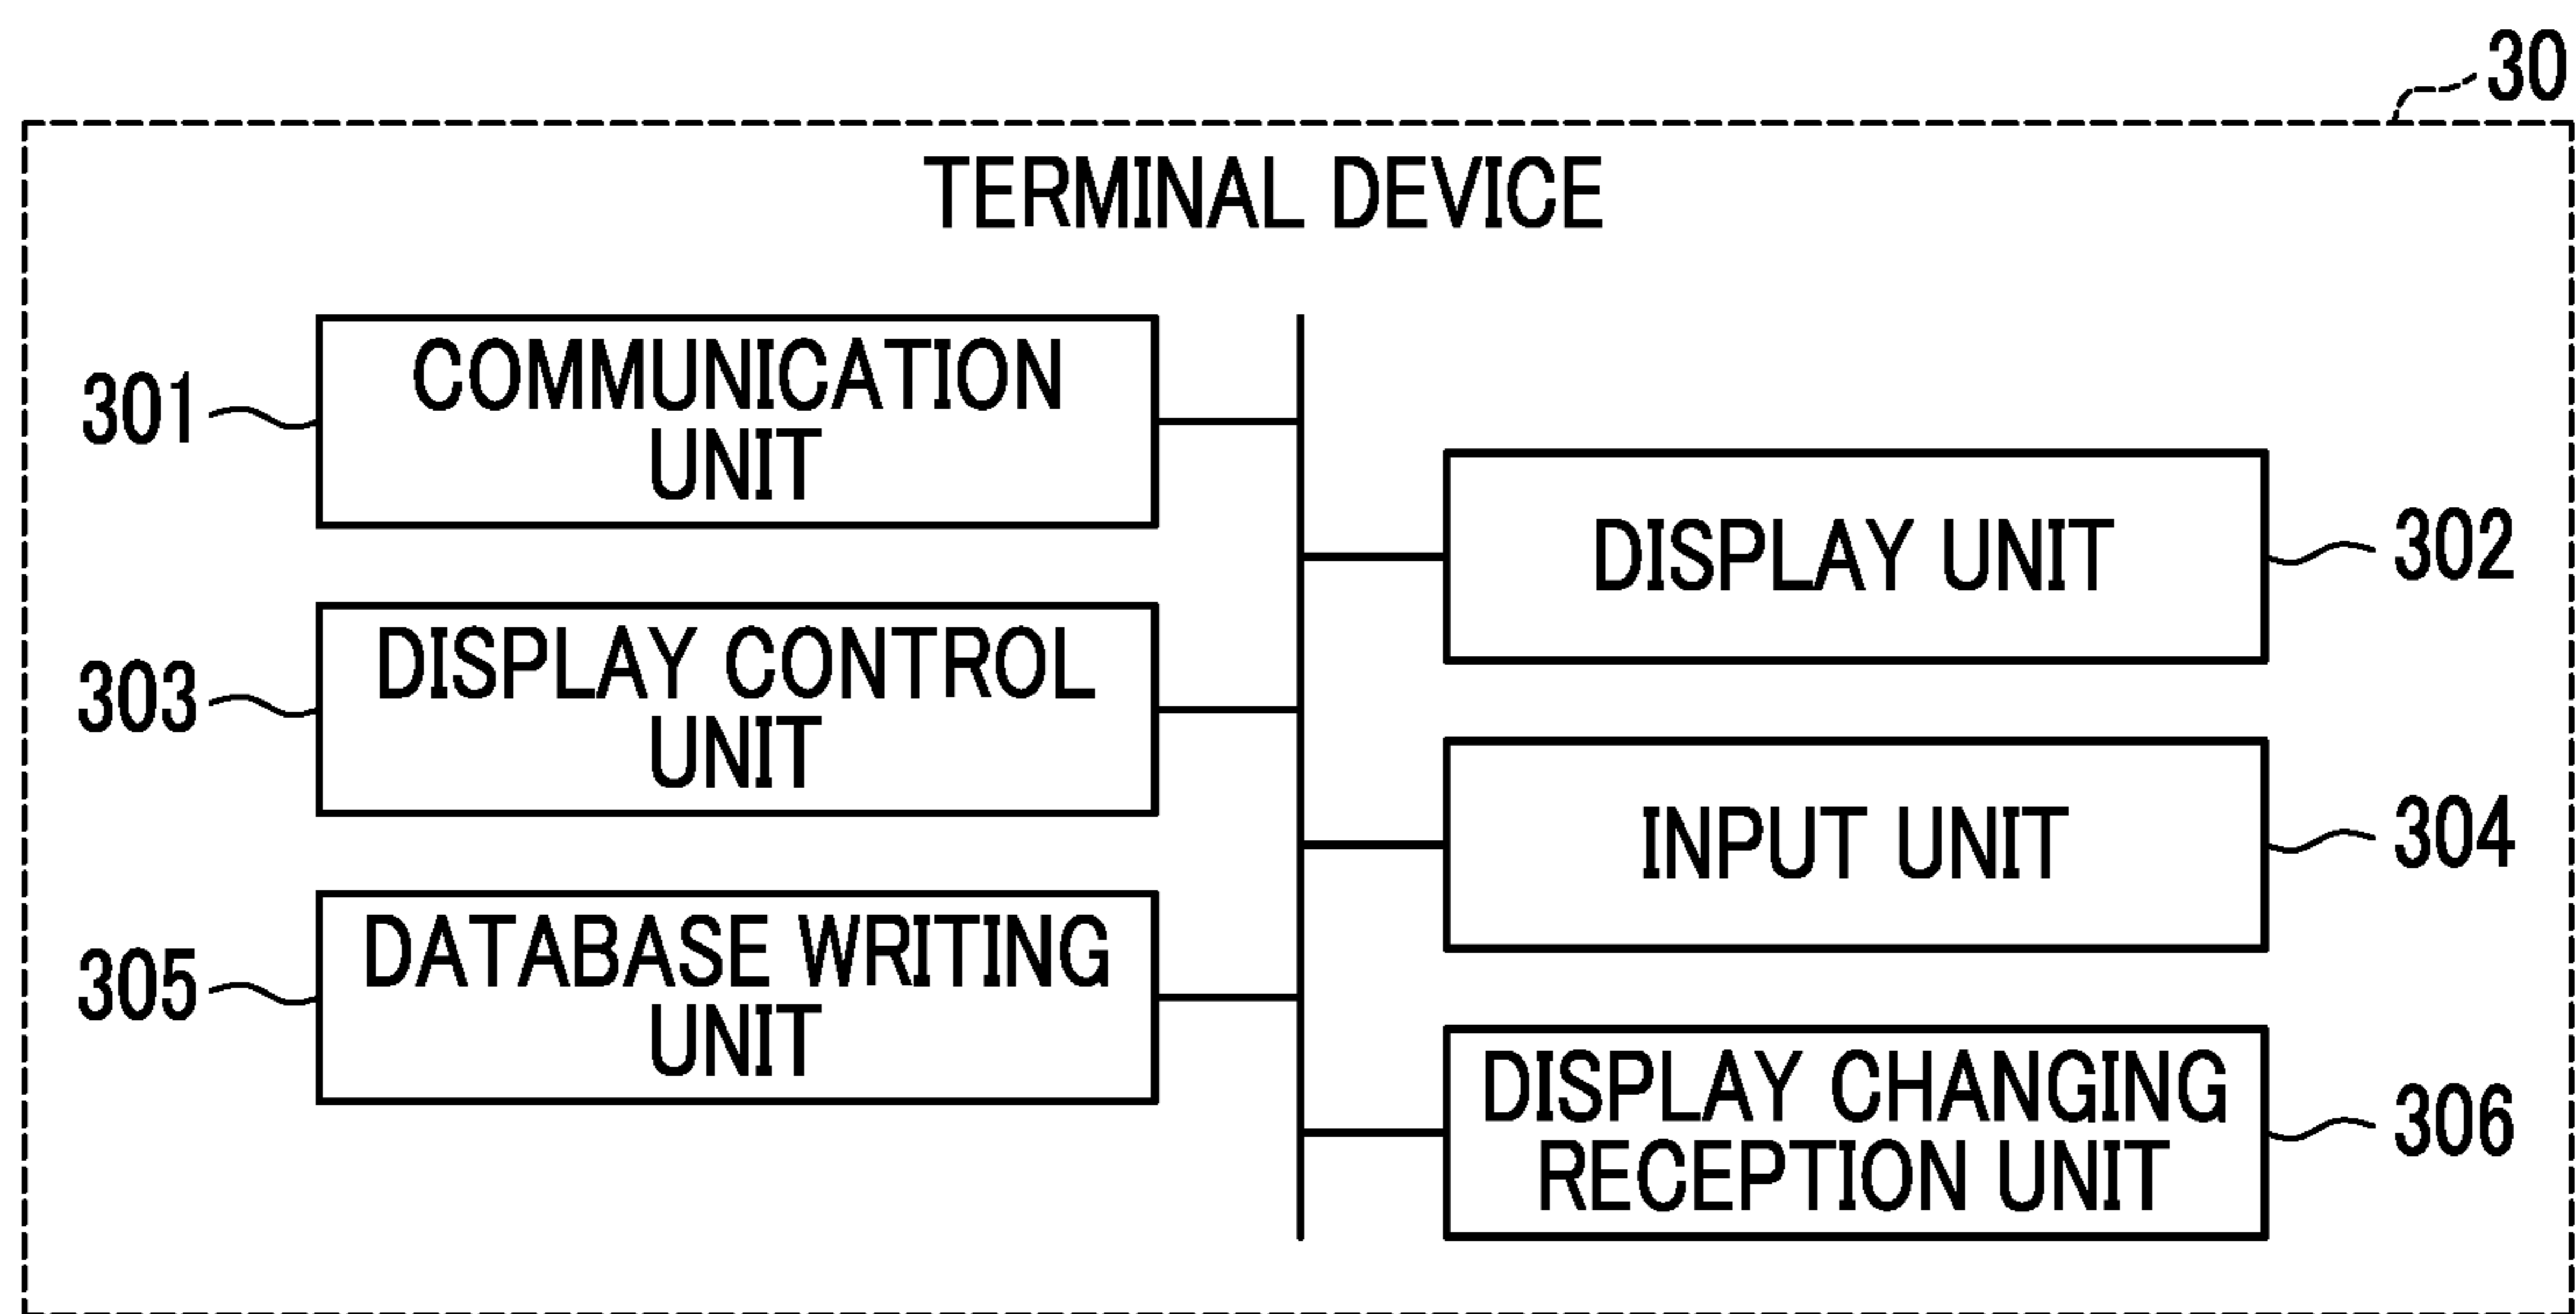 30
TERMINAL DEVICE
301
COMMUNICATION
UNIT
DISPLAY UNIT
302
303
DISPLAY CONTROL
UNIT
INPUT UNIT
304
305
DATABASE WRITING
UNIT
DISPLAY CHANGING
RECEPTION UNIT
306